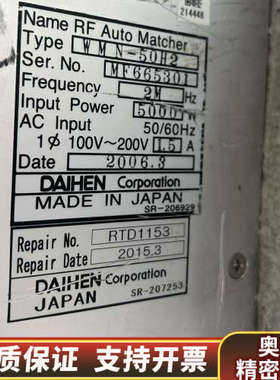 214446
Name RF Auto Matcher
Type WMN-50H2
Ser. No. MF665301
Frequency 2M Hz
Input Power 5000 W
AC Input 50/60Hz
1φ 100V~200V 1.5 A
Date 2006.3
DAIHEN Corporation
MADE IN JAPAN
SR-206929
Repair No. RTD1153
Repair Date 2015.3
DAIHEN Corporation
JAPAN SR-207253
质保证 支持开票
奥
精密